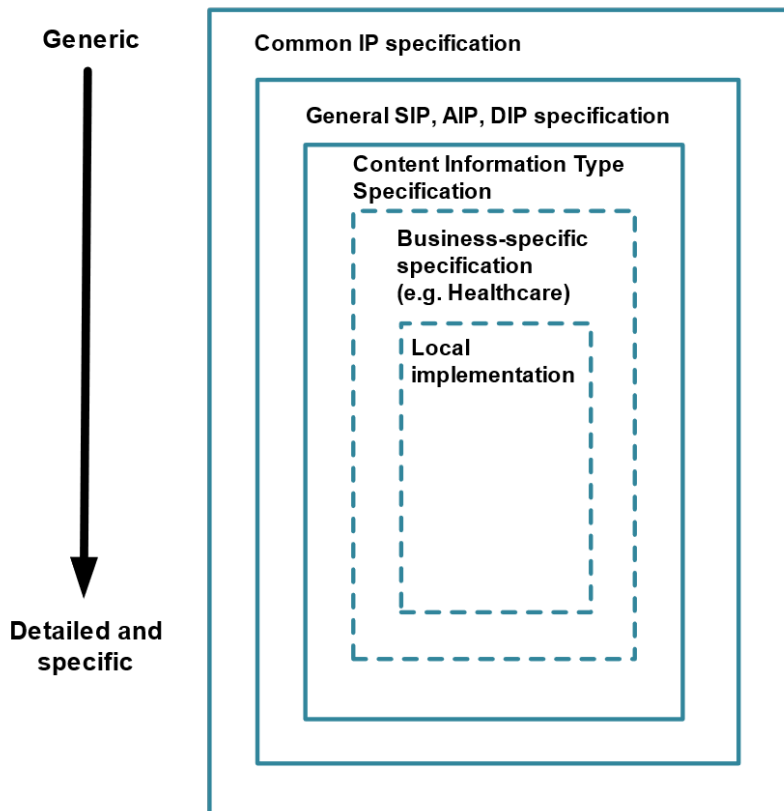 Generic
Common IP specification
General SIP, AIP, DIP specification
Content Information Type
Specification
Business-specific
specification
(e.g. Healthcare)
Local
implementation
Detailed and
specific